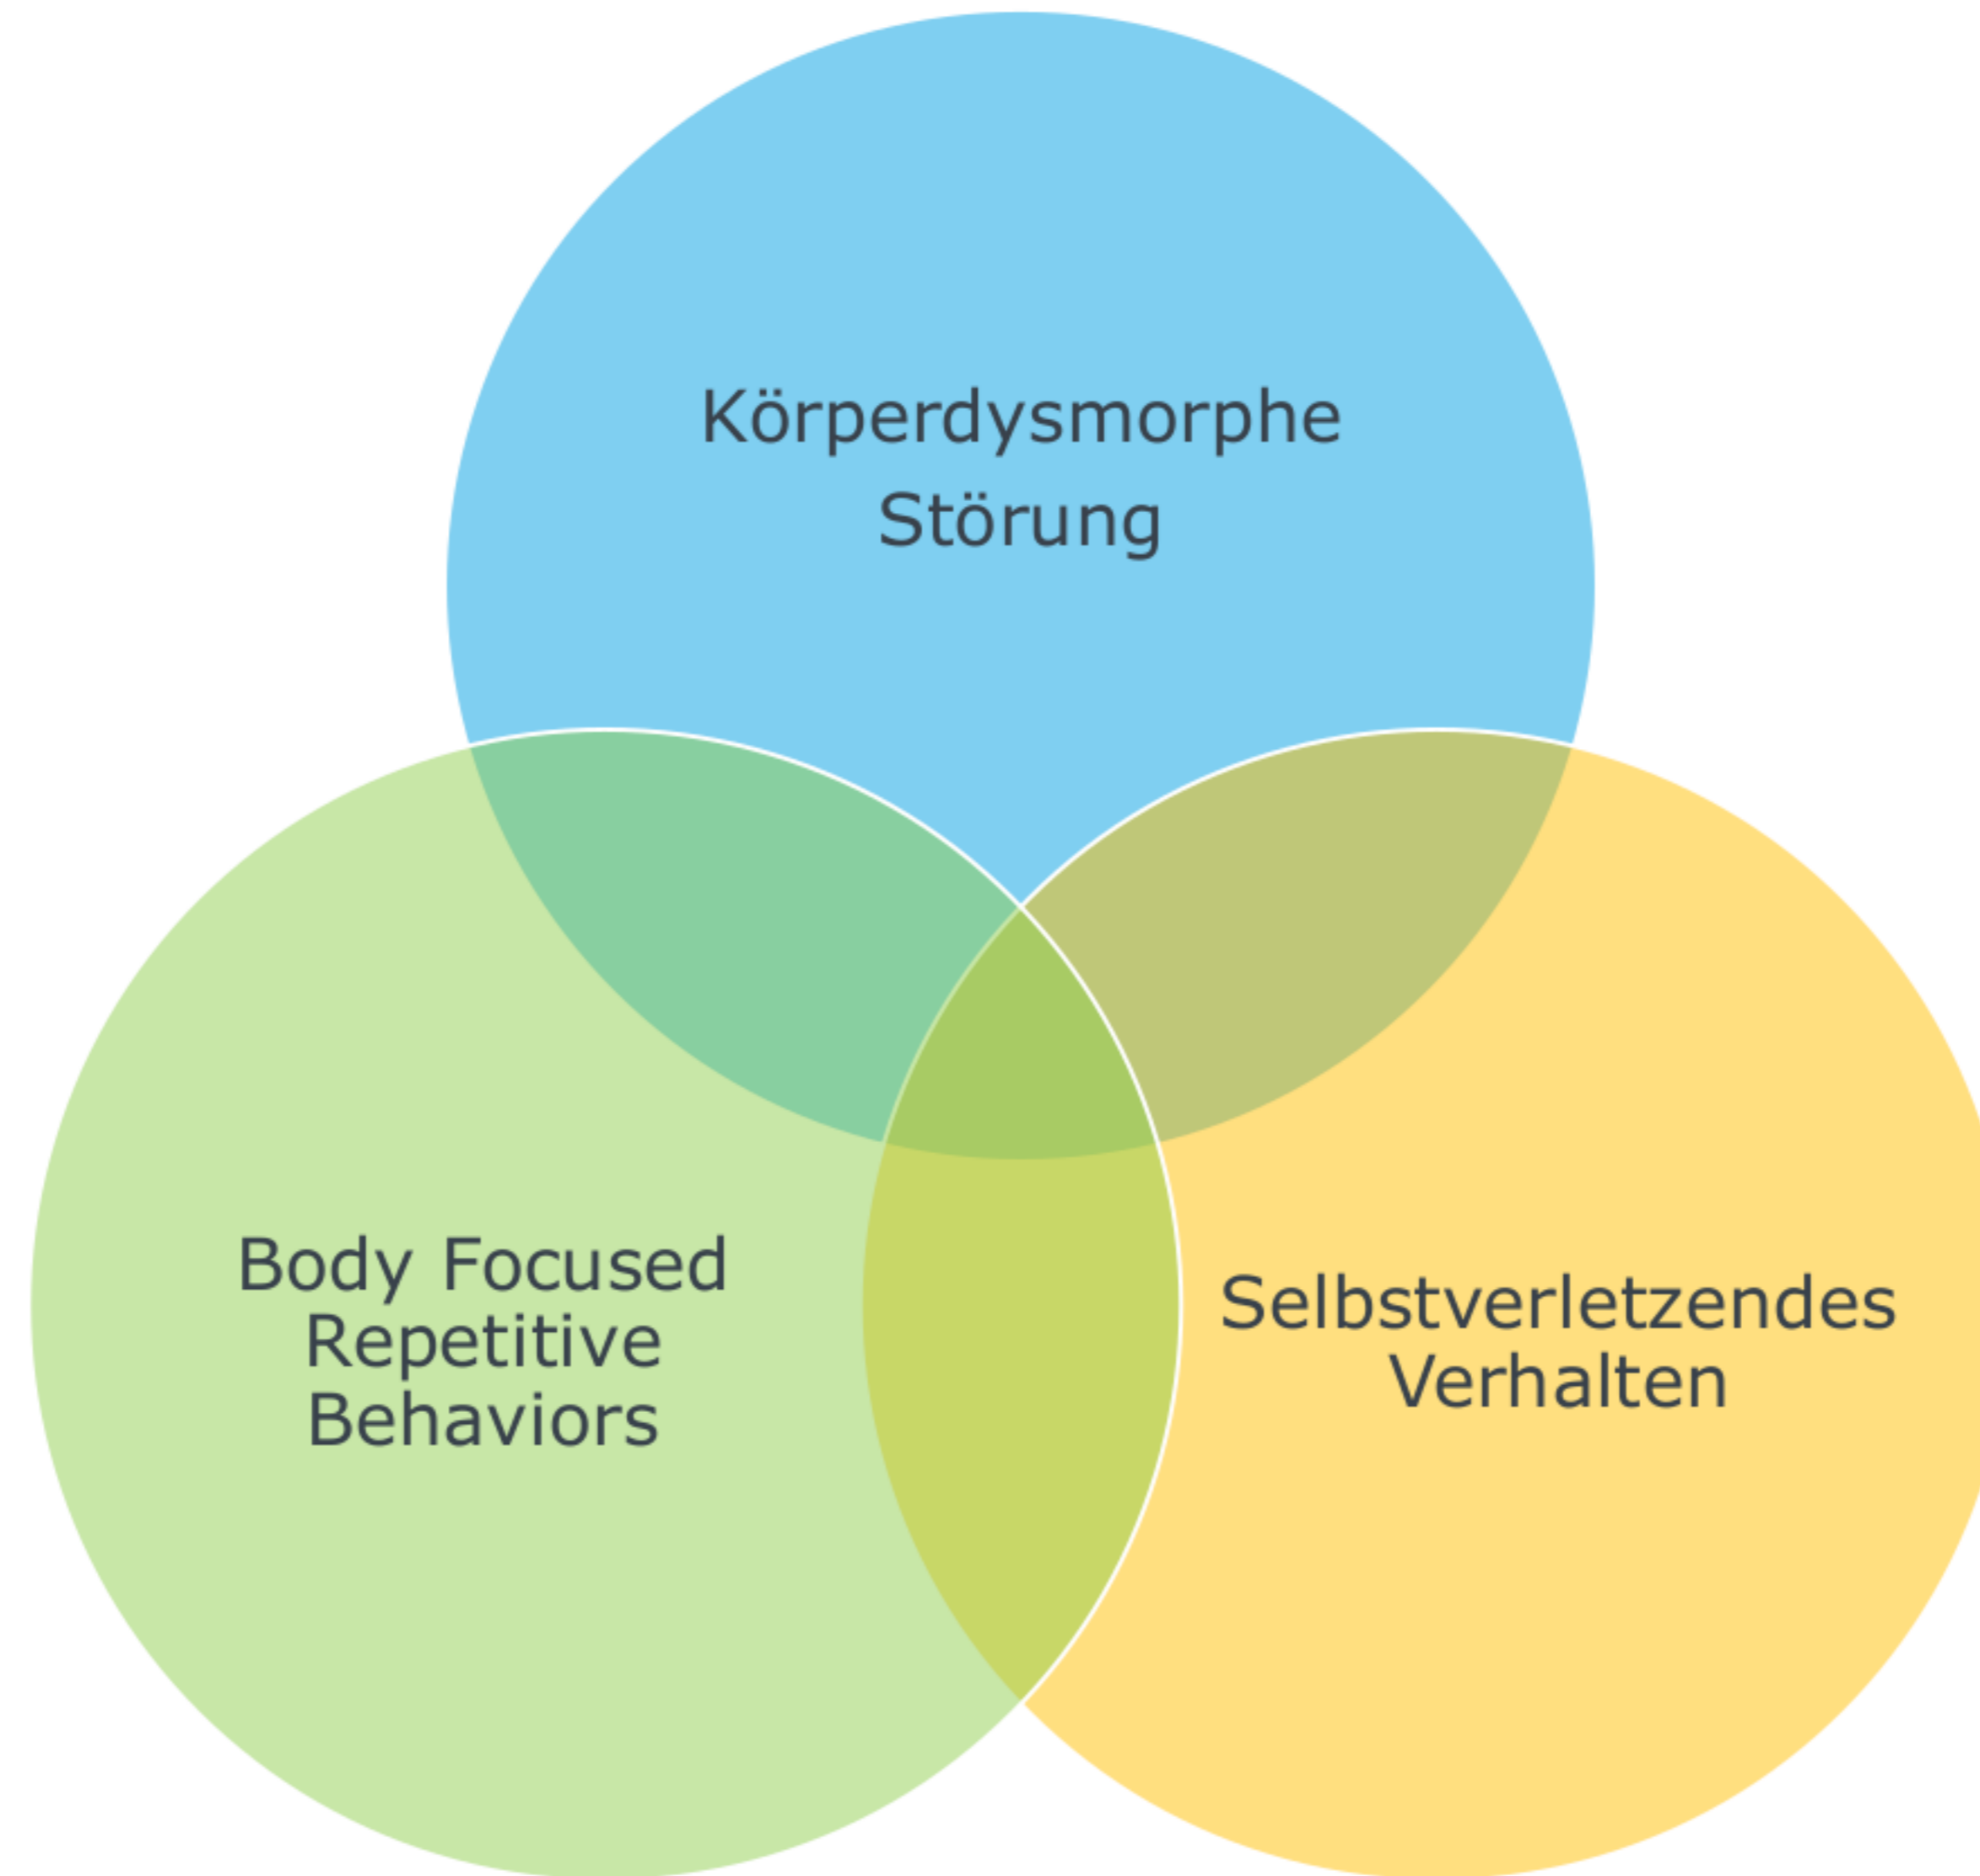 Körperdysmorphe
Störung
Body Focused
Repetitive
Behaviors
Selbstverletzendes
Verhalten